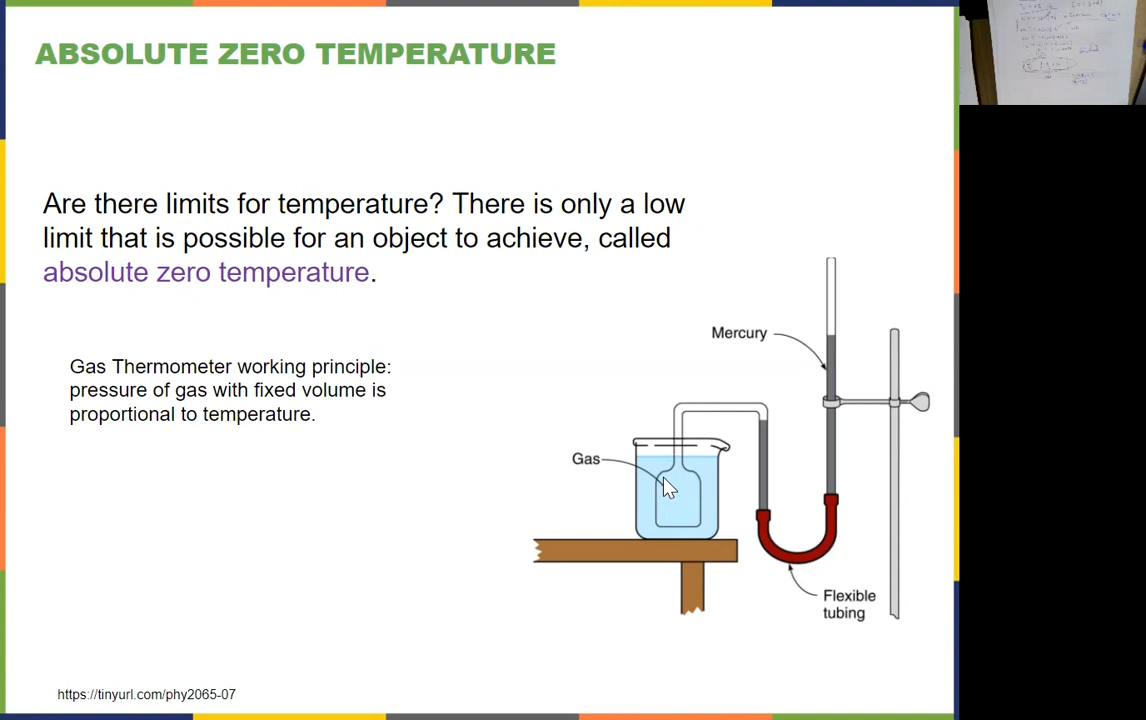 ABSOLUTE ZERO TEMPERATURE
Are there limits for temperature? There is only a low
limit that is possible for an object to achieve, called
absolute zero temperature.
Gas Thermometer working principle:
pressure of gas with fixed volume is
proportional to temperature.
Mercury
Gas
Flexible
tubing
https://tinyurl.com/phy2065-07